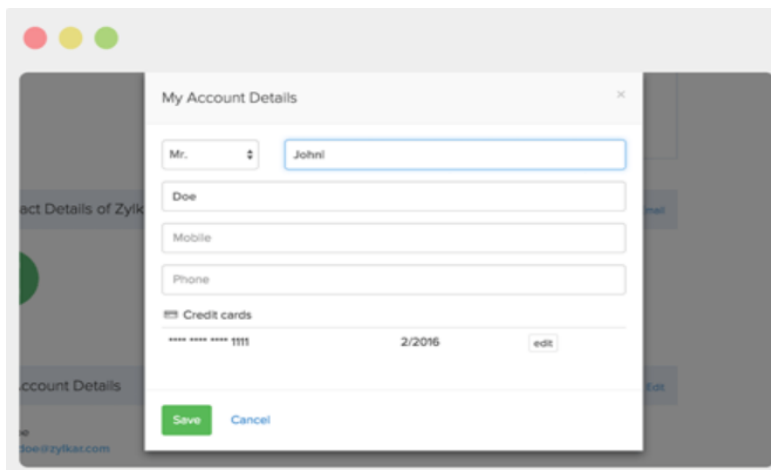 My Account Details ×
Mr. John
Doe
act Details of Zylk
Mobile
Phone
Credit cards
**** **** **** 1111 2/2016 edit
ccount Details Edit
Save Cancel
doe@zylkar.com